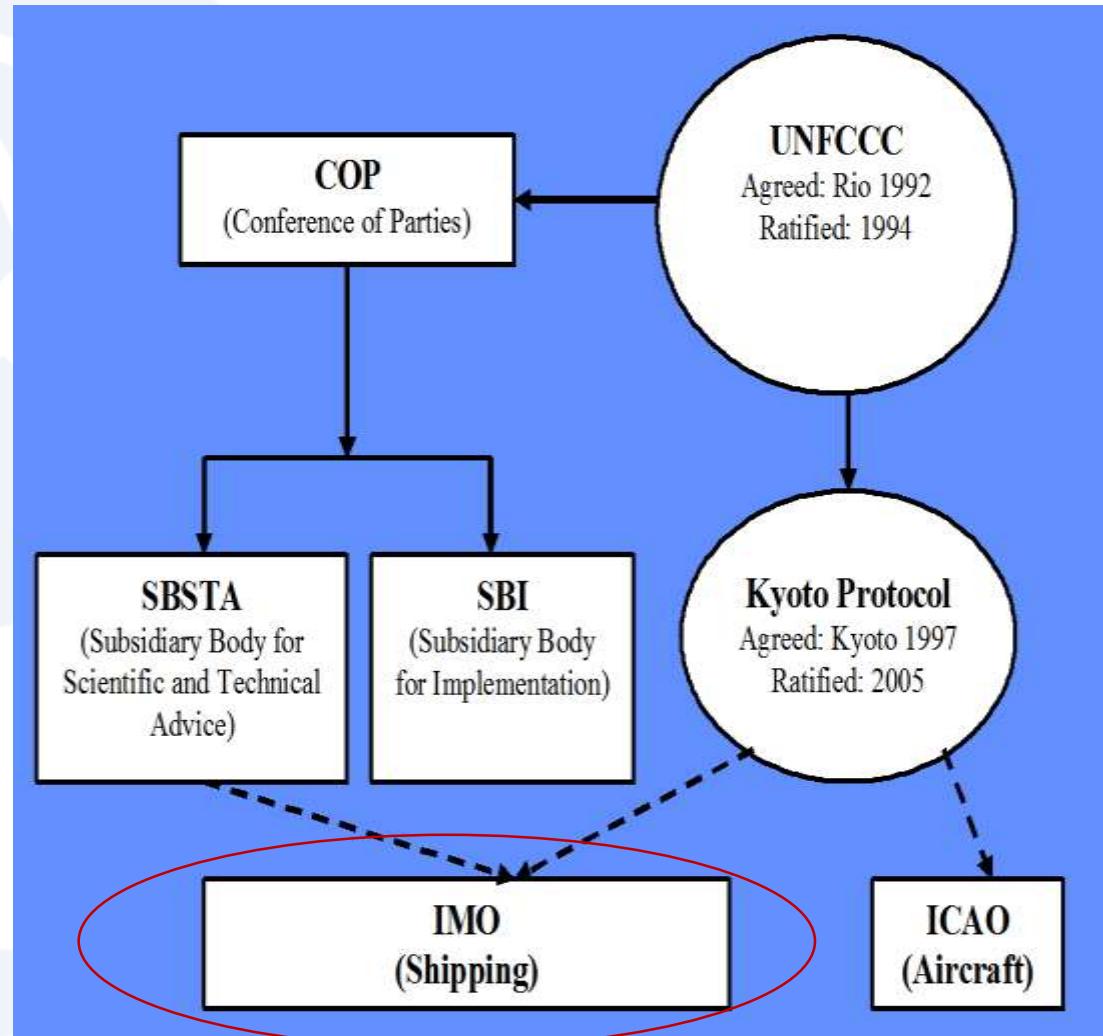 UNFCCC
Agreed: Rio 1992
Ratified: 1994
COP
(Conference of Parties)
SBSTA
(Subsidiary Body for
Scientific and Technical
Advice)
SBI
(Subsidiary Body
for Implementation)
Kyoto Protocol
Agreed: Kyoto 1997
Ratified: 2005
IMO
(Shipping)
ICAO
(Aircraft)